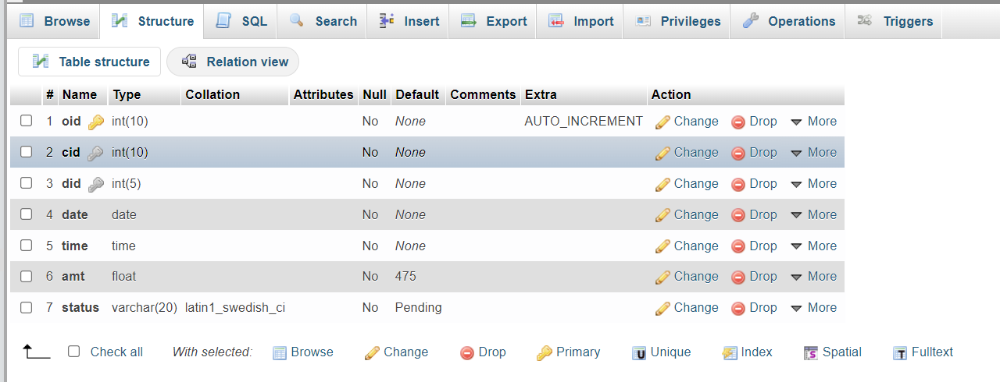 Browse Structure SQL Search Insert Export Import Privileges Operations Triggers
Table structure Relation view
# Name Type Collation Attributes Null Default Comments Extra Action
1 oid int(10) No None AUTO_INCREMENT Change Drop More
2 cid int(10) No None Change Drop More
3 did int(5) No None Change Drop More
4 date date No None Change Drop More
5 time time No None Change Drop More
6 amt float No 475 Change Drop More
7 status varchar(20) latin1_swedish_ci No Pending Change Drop More
Check all With selected: Browse Change Drop Primary Unique Index Spatial Fulltext